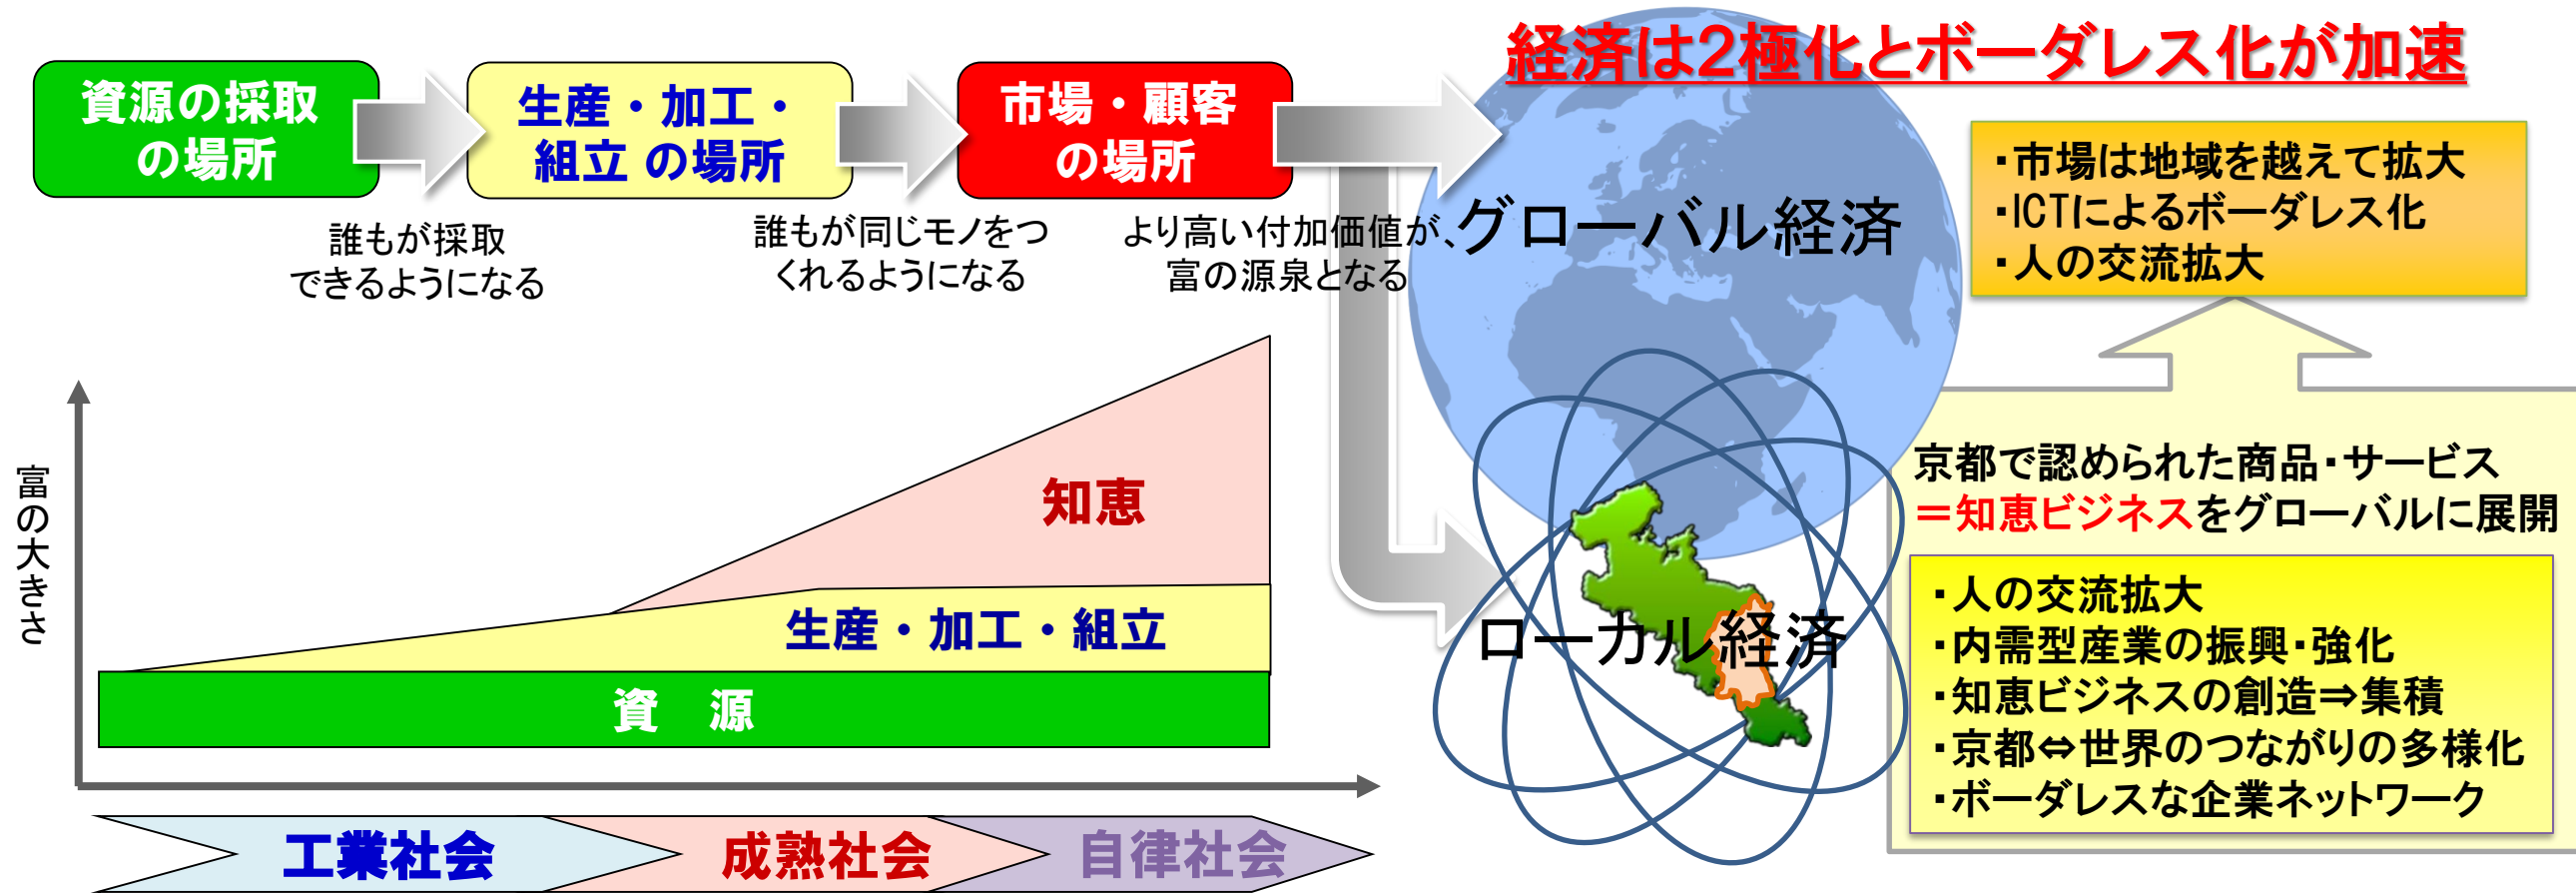 経済は2極化とボーダレス化が加速
資源の採取
の場所
生産・加工・
組立 の場所
市場・顧客
の場所
誰もが採取
できるようになる
誰もが同じモノをつ
くれるようになる
より高い付加価値が、
富の源泉となる
グローバル経済
・市場は地域を越えて拡大
・ICTによるボーダレス化
・人の交流拡大
富の大きさ
知恵
生産・加工・組立
資　源
工業社会
成熟社会
自律社会
ローカル経済
京都で認められた商品・サービス
＝知恵ビジネスをグローバルに展開
・人の交流拡大
・内需型産業の振興・強化
・知恵ビジネスの創造⇒集積
・京都⇔世界のつながりの多様化
・ボーダレスな企業ネットワーク